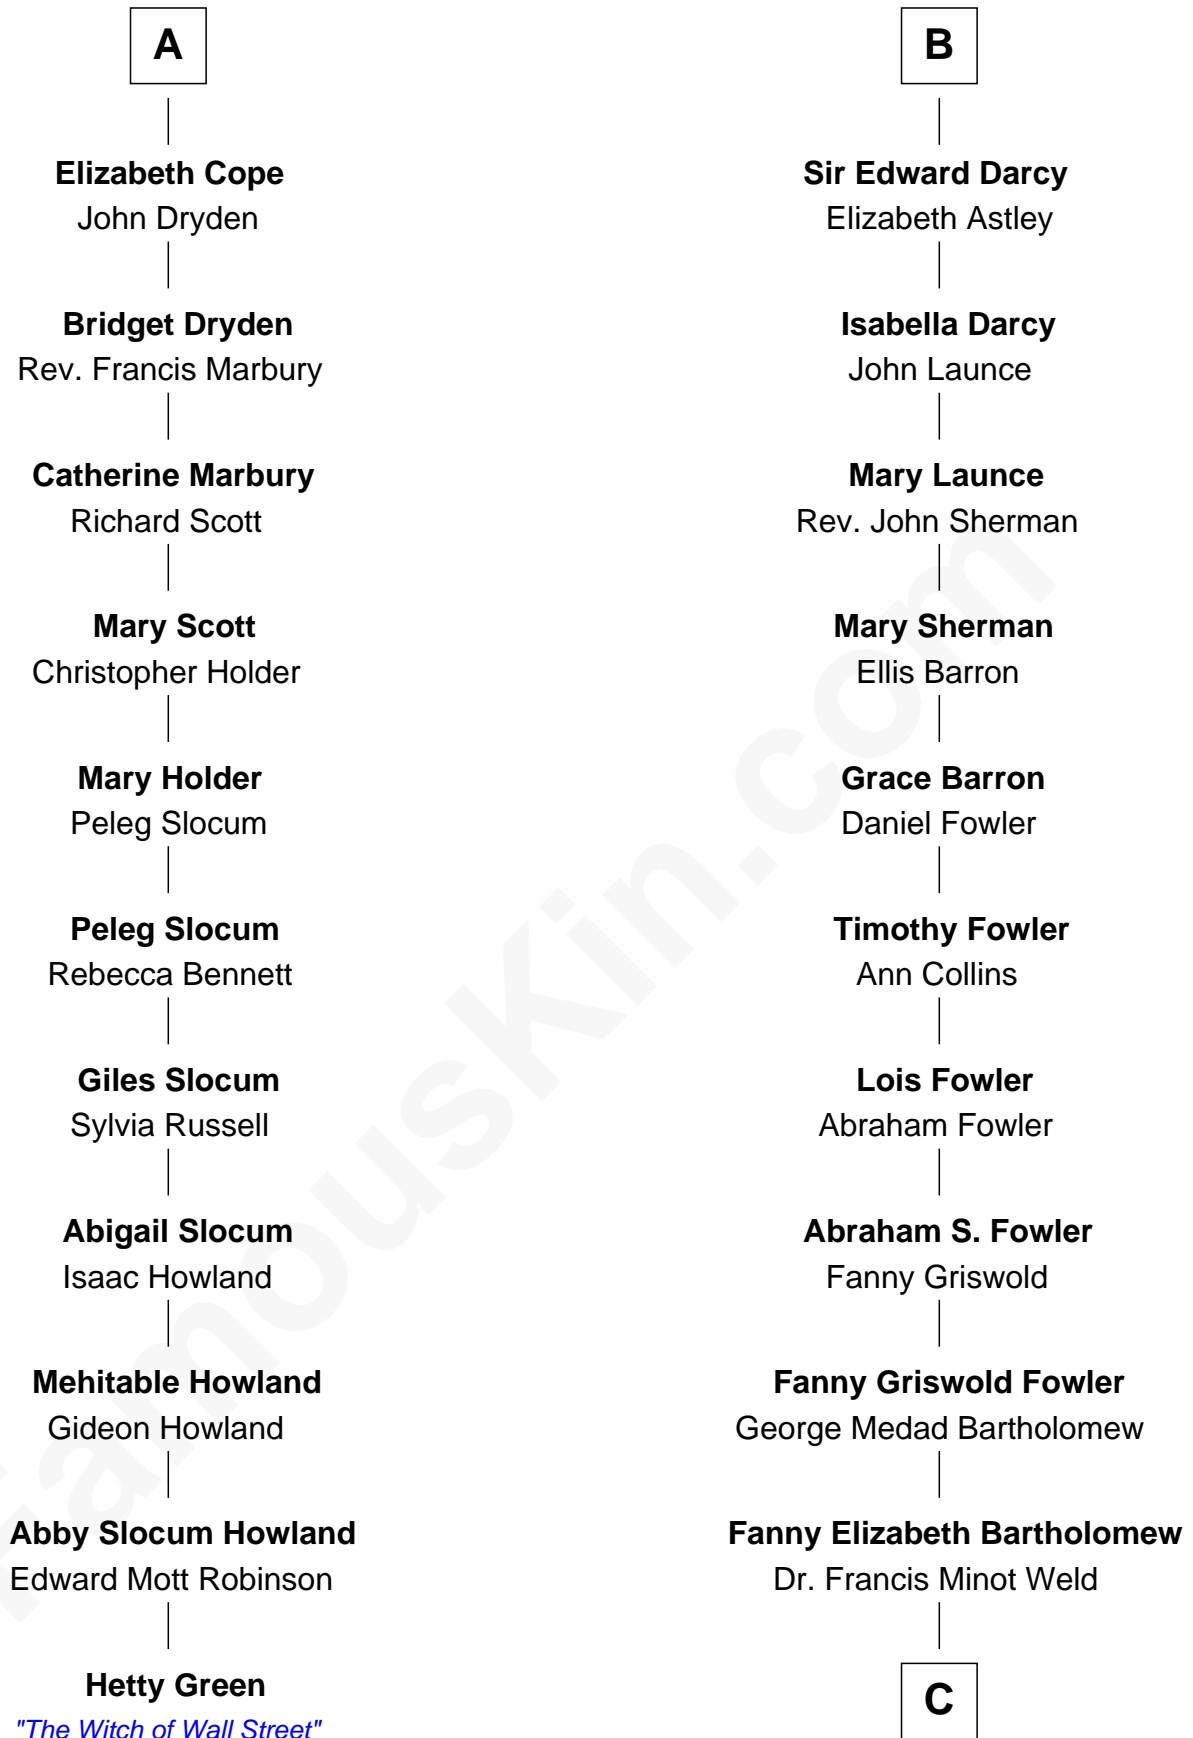 A
Elizabeth Cope
John Dryden
Bridget Dryden
Rev. Francis Marbury
Catherine Marbury
Richard Scott
Mary Scott
Christopher Holder
Mary Holder
Peleg Slocum
Peleg Slocum
Rebecca Bennett
Giles Slocum
Sylvia Russell
Abigail Slocum
Isaac Howland
Mehitable Howland
Gideon Howland
Abby Slocum Howland
Edward Mott Robinson
Hetty Green
"The Witch of Wall Street"
B
Sir Edward Darcy
Elizabeth Astley
Isabella Darcy
John Launce
Mary Launce
Rev. John Sherman
Mary Sherman
Ellis Barron
Grace Barron
Daniel Fowler
Timothy Fowler
Ann Collins
Lois Fowler
Abraham Fowler
Abraham S. Fowler
Fanny Griswold
Fanny Griswold Fowler
George Medad Bartholomew
Fanny Elizabeth Bartholomew
Dr. Francis Minot Weld
C
FamousKin.com